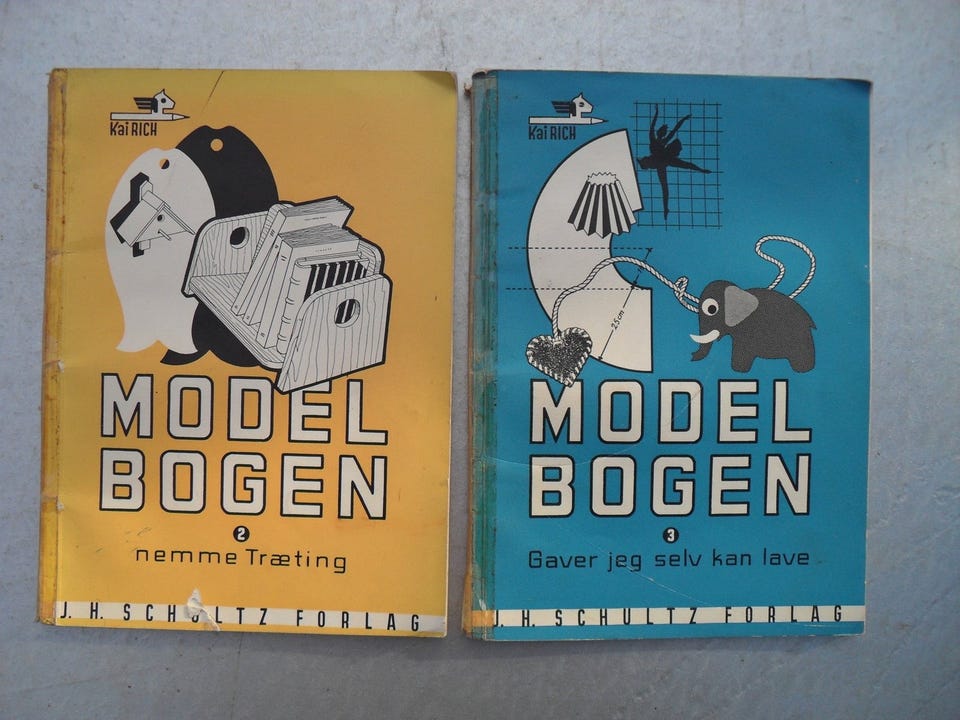 Kai RICH
MODEL
BOGEN
2
nemme Træting
J. H. SCHULTZ FORLAG
Kai RICH
25 cm
MODEL
BOGEN
3
Gaver jeg selv kan lave
J. H. SCHULTZ FORLAG